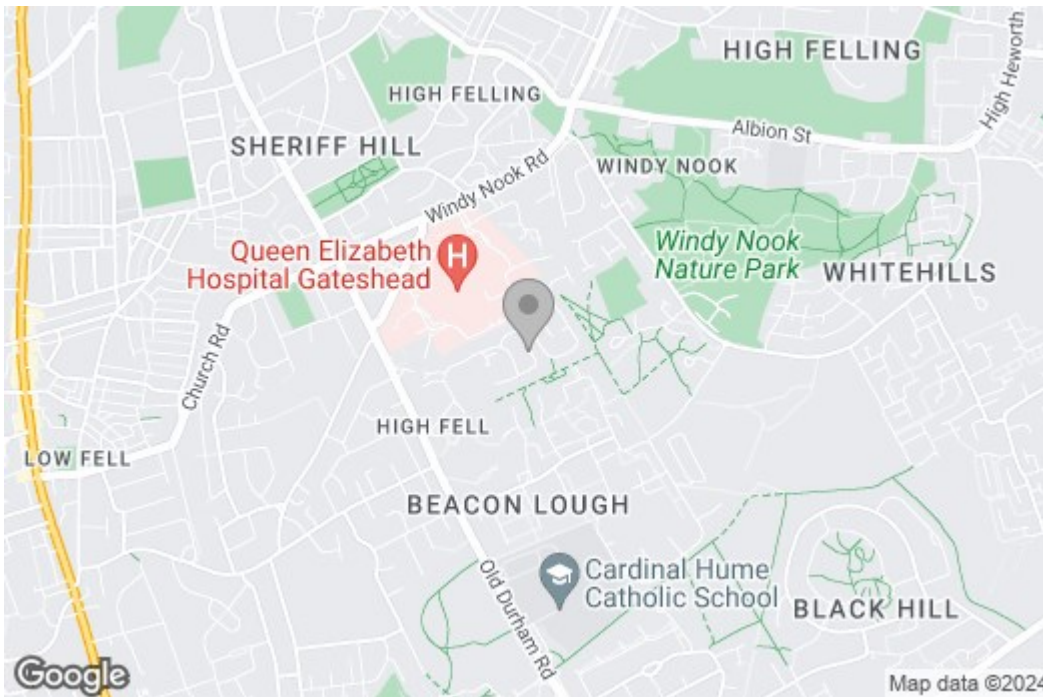 HIGH FELLING
HIGH FELLING
High Heworth
Albion St
SHERIFF HILL
WINDY NOOK
Windy Nook Rd
Queen Elizabeth
Hospital Gateshead
H
Windy Nook
Nature Park
WHITEHILLS
Church Rd
HIGH FELL
LOW FELL
BEACON LOUGH
Old Durham Rd
Cardinal Hume
Catholic School
BLACK HILL
Google
Map data ©2024